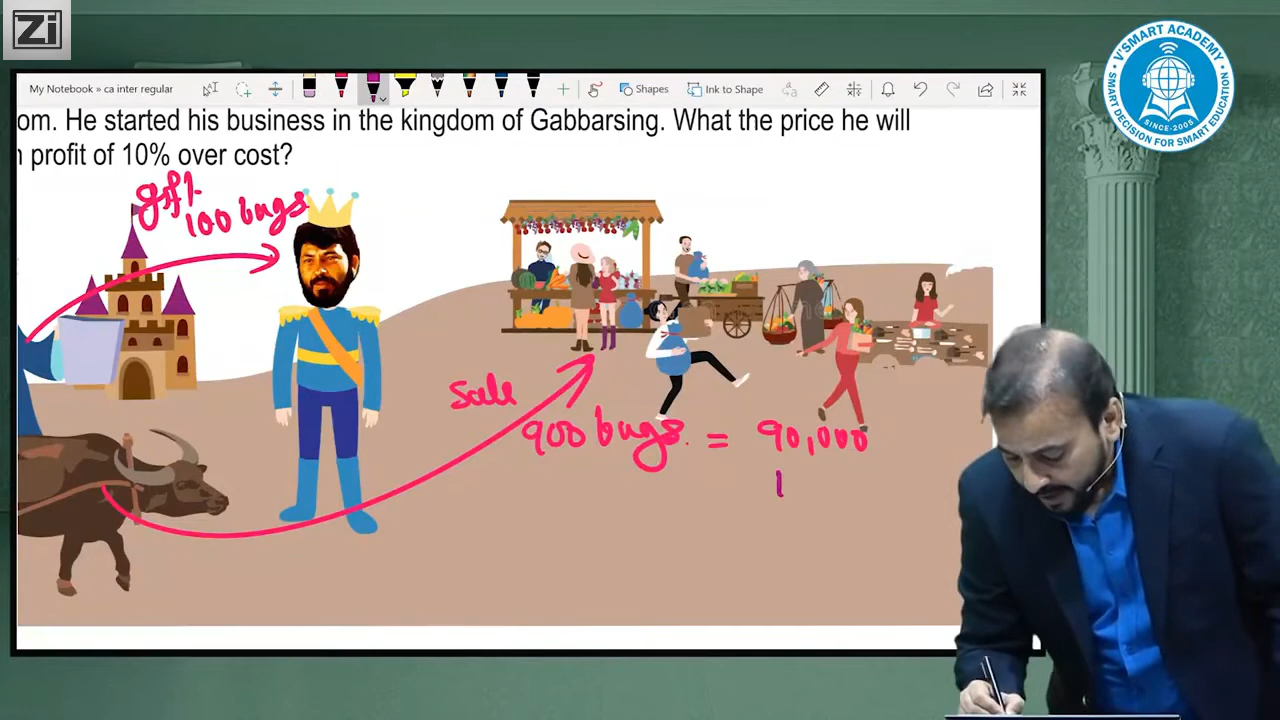 Zi
My Notebook » ca inter regular
Shapes
Ink to Shape
V'SMART ACADEMY
SMART DECISION FOR SMART EDUCATION
SINCE-2005
om. He started his business in the kingdom of Gabbarsing. What the price he will
profit of 10% over cost?
gift
100 bags
Sale
900 bags. = 90,000